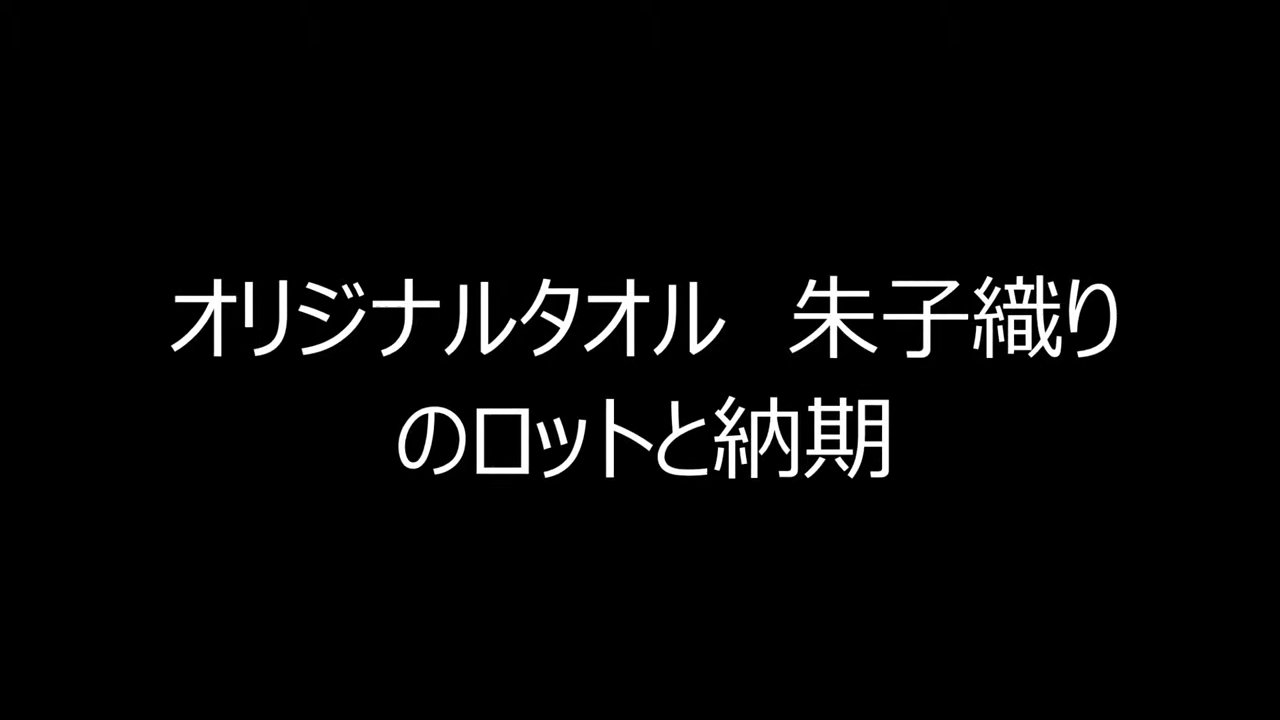 オリジナルタオル　朱子織り
のロットと納期